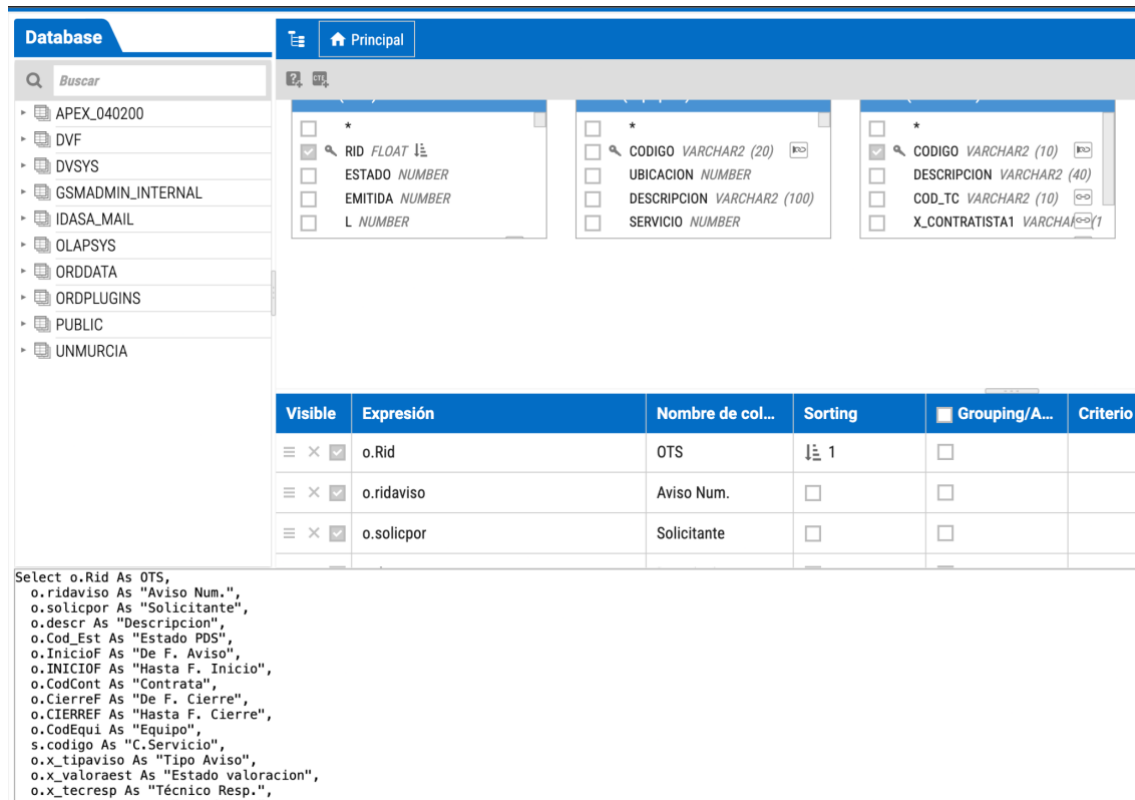 Database
Principal
Buscar
APEX_040200
DVF
DVSYS
GSMADMIN_INTERNAL
IDASA_MAIL
OLAPSYS
ORDDATA
ORDPLUGINS
PUBLIC
UNMURCIA
*
RID FLOAT
ESTADO NUMBER
EMITIDA NUMBER
L NUMBER
*
CODIGO VARCHAR2 (20)
UBICACION NUMBER
DESCRIPCION VARCHAR2 (100)
SERVICIO NUMBER
*
CODIGO VARCHAR2 (10)
DESCRIPCION VARCHAR2 (40)
COD_TC VARCHAR2 (10)
X_CONTRATISTA1
Visible Expresión Nombre de col... Sorting Grouping/A... Criterio
o.Rid OTS 1
o.ridaviso Aviso Num.
o.solicpor Solicitante
Select o.Rid As OTS,
o.ridaviso As "Aviso Num.",
o.solicpor As "Solicitante",
o.descr As "Descripcion",
o.Cod_Est As "Estado PDS",
o.InicioF As "De F. Aviso",
o.INICIOF As "Hasta F. Inicio",
o.CodCont As "Contrata",
o.CierreF As "De F. Cierre",
o.CIERREF As "Hasta F. Cierre",
o.CodEqui As "Equipo",
s.codigo As "C.Servicio",
o.x_tipaviso As "Tipo Aviso",
o.x_valoraest As "Estado valoracion",
o.x_tecresp As "Técnico Resp.",